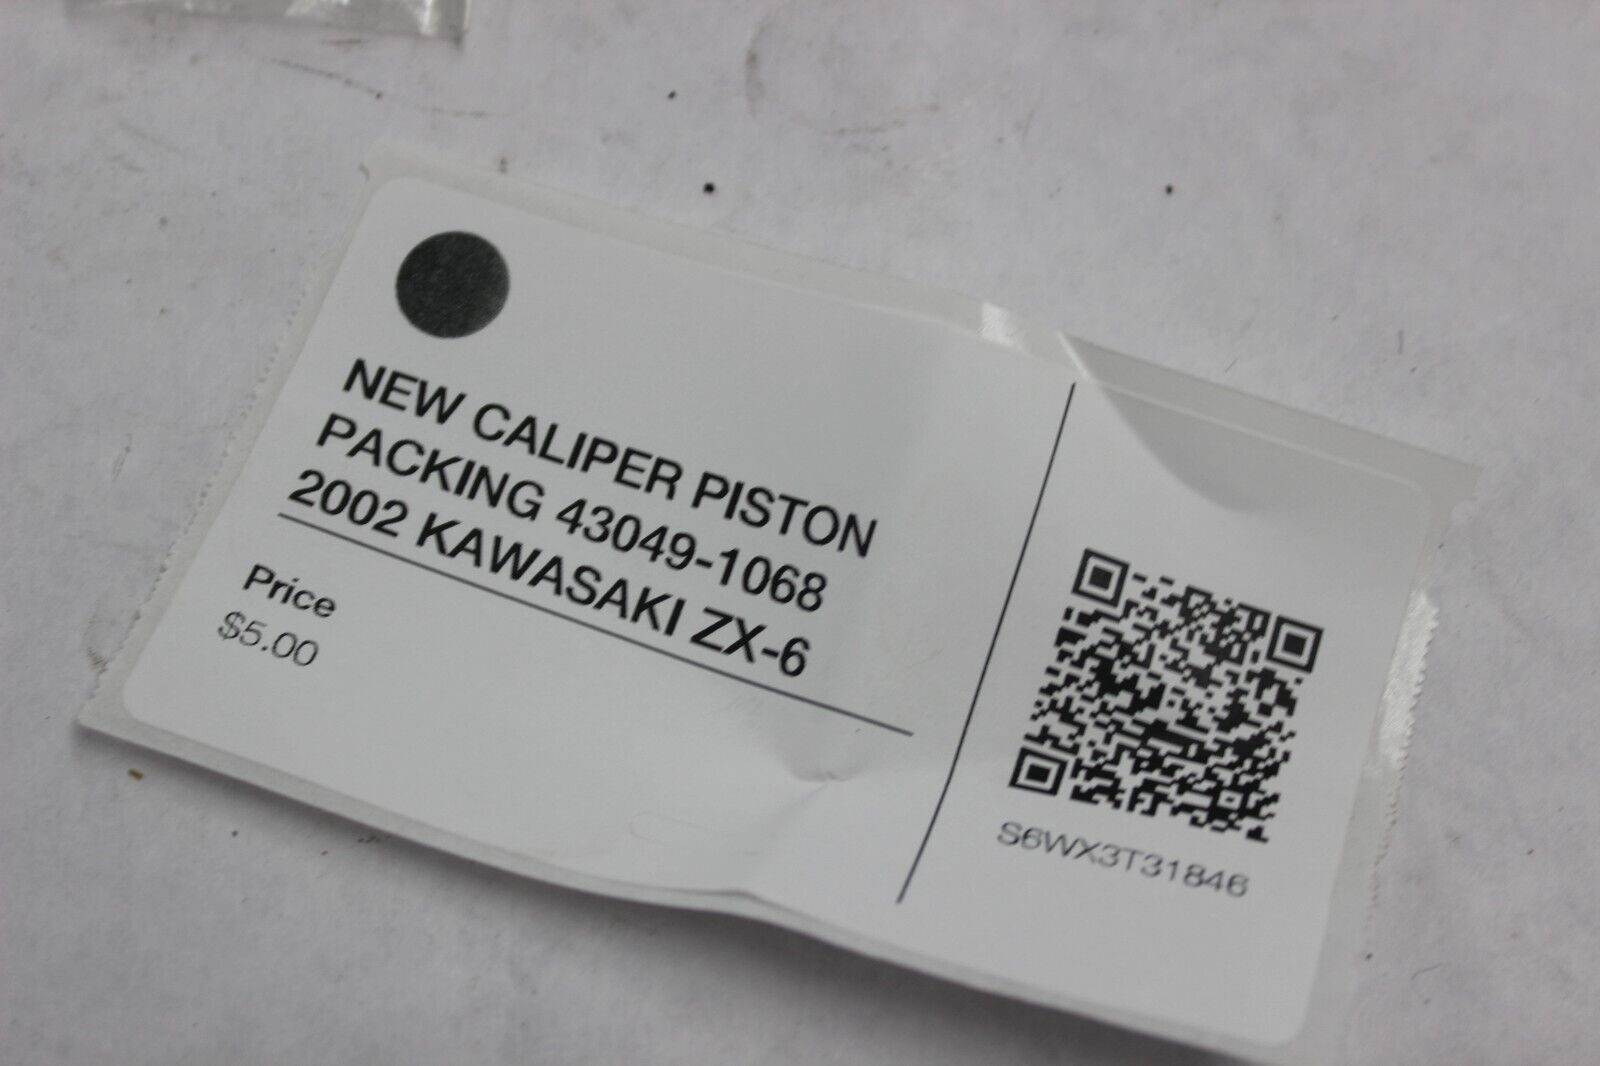 NEW CALIPER PISTON
PACKING 43049-1068
2002 KAWASAKI ZX-6
Price
$5.00
S6WX3T31846